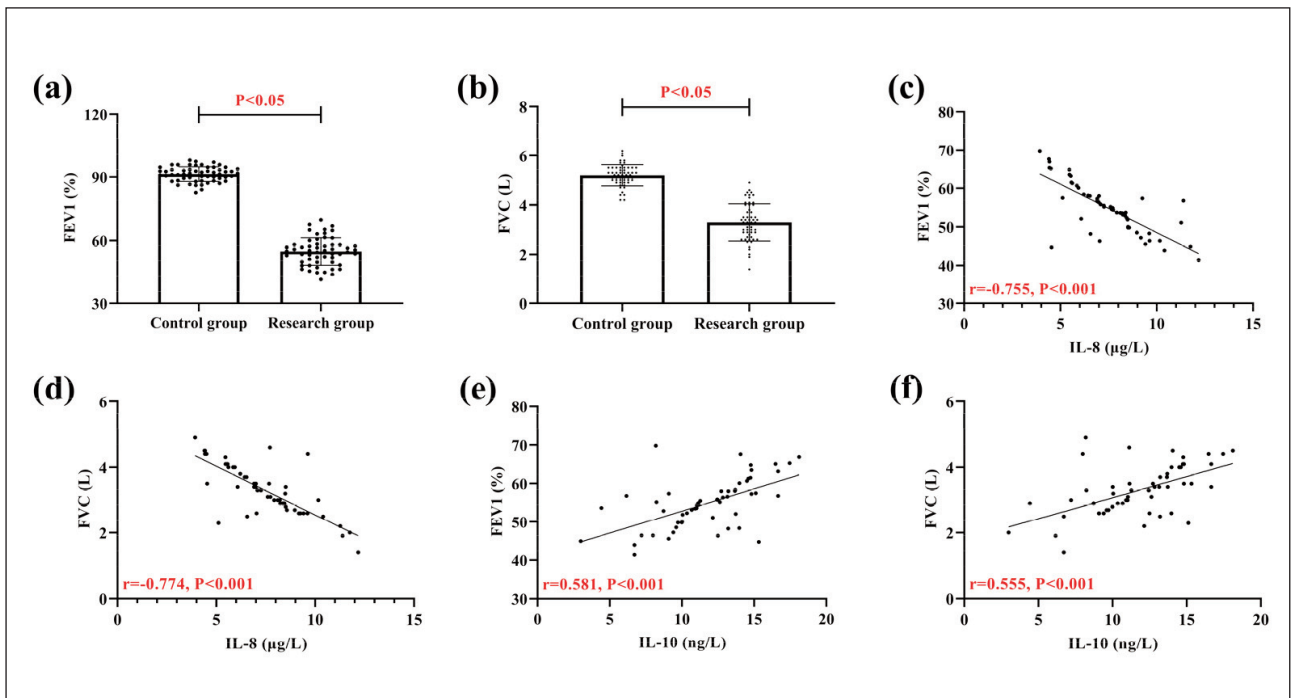 (a)
P<0.05
120
90
60
30
FEV1 (%)
Control group Research group
(b)
P<0.05
8
6
4
2
0
FVC (L)
Control group Research group
(c)
80
70
60
50
40
30
FEV1 (%)
r=-0.755, P<0.001
0 5 10 15
IL-8 (µg/L)
(d)
6
4
2
0
FVC (L)
r=-0.774, P<0.001
0 5 10 15
IL-8 (µg/L)
(e)
80
70
60
50
40
30
FEV1 (%)
r=0.581, P<0.001
0 5 10 15 20
IL-10 (ng/L)
(f)
6
4
2
0
FVC (L)
r=0.555, P<0.001
0 5 10 15 20
IL-10 (ng/L)